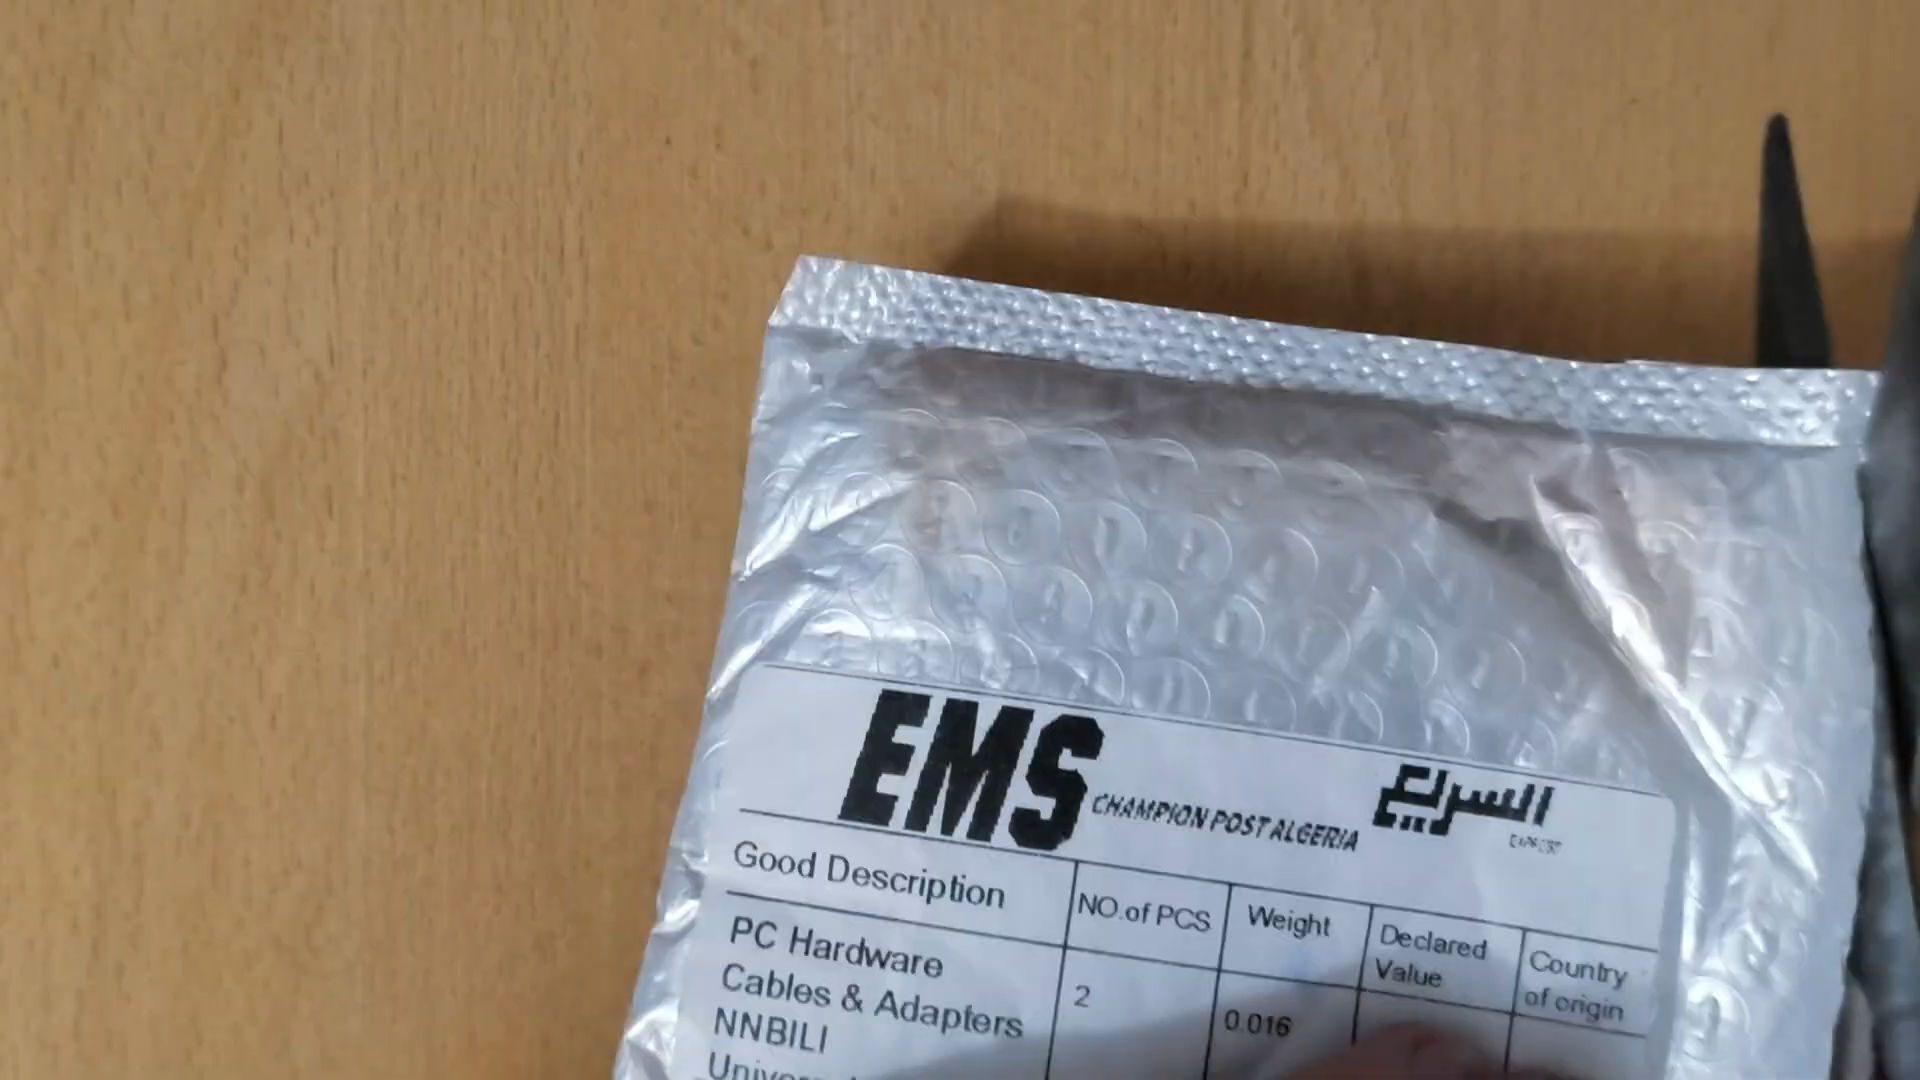 EMS CHAMPION POST ALGERIA السريع
Good Description NO.of PCS Weight Declared Value Country of origin
PC Hardware
Cables & Adapters 2 0.016
NNBILI